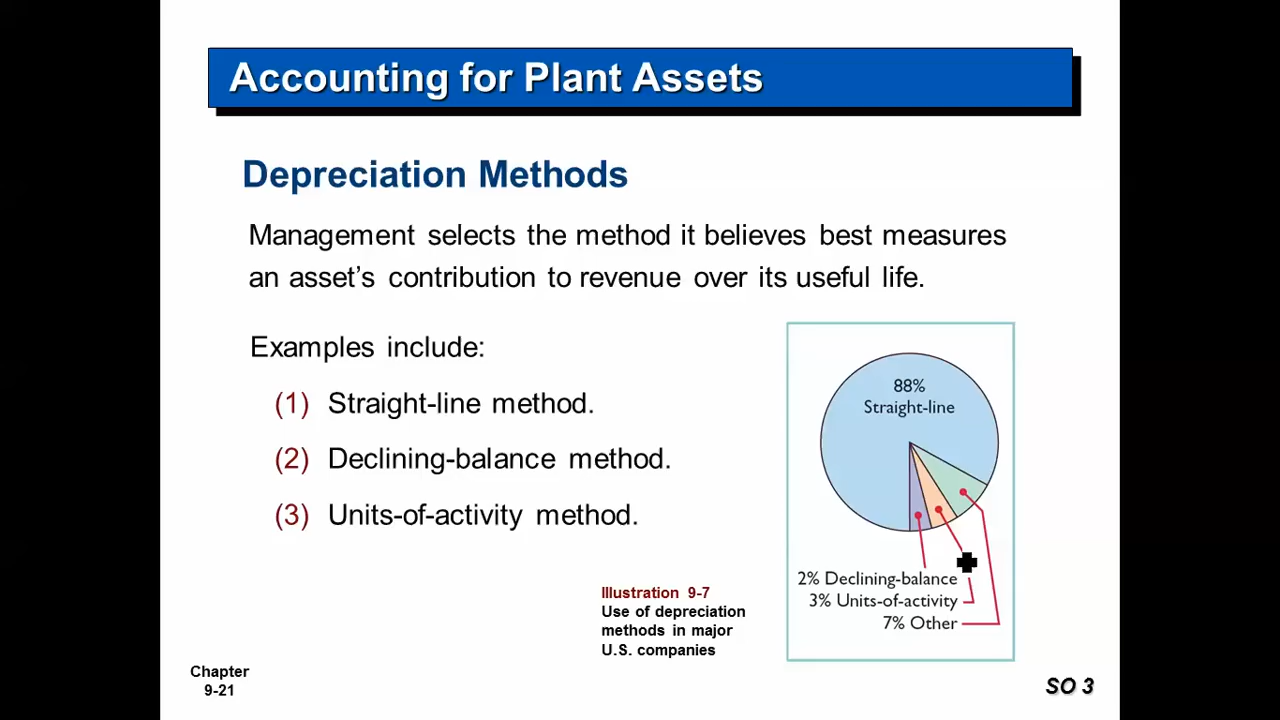 Accounting for Plant Assets
Depreciation Methods
Management selects the method it believes best measures
an asset’s contribution to revenue over its useful life.
Examples include:
(1) Straight-line method.
(2) Declining-balance method.
(3) Units-of-activity method.
88%
Straight-line
2% Declining-balance
3% Units-of-activity
7% Other
Illustration 9-7
Use of depreciation
methods in major
U.S. companies
Chapter
9-21
SO 3